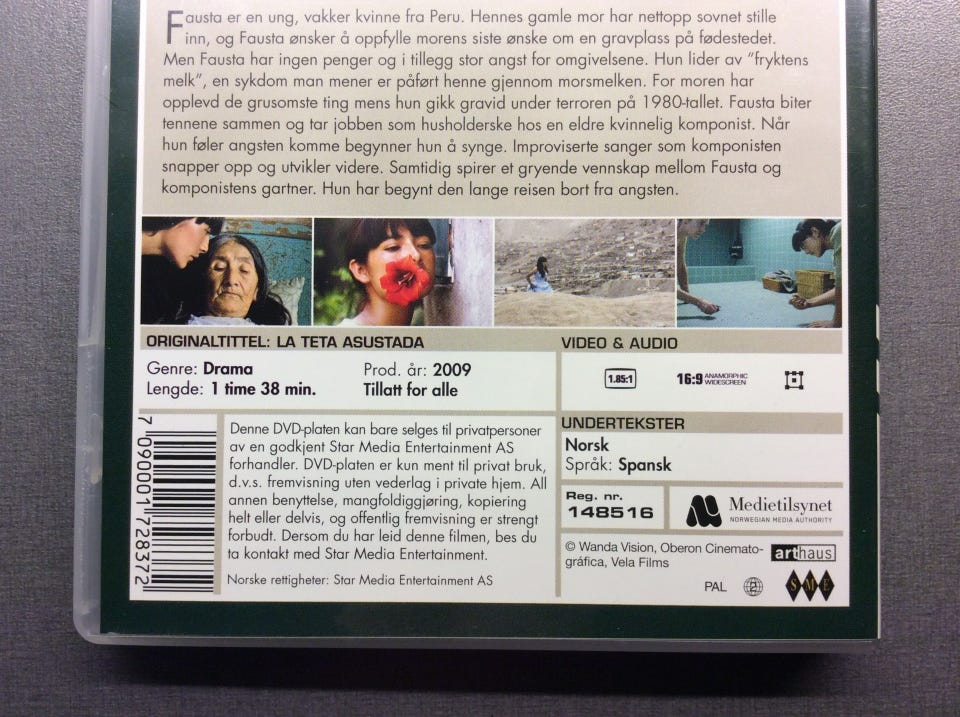 Fausta er en ung, vakker kvinne fra Peru. Hennes gamle mor har nettopp sovnet stille
inn, og Fausta ønsker å oppfylle morens siste ønske om en gravplass på fødestedet.
Men Fausta har ingen penger og i tillegg stor angst for omgivelsene. Hun lider av "fryktens
melk", en sykdom man mener er påført henne gjennom morsmelken. For moren har
opplevd de grusomste ting mens hun gikk gravid under terroren på 1980-tallet. Fausta biter
tennene sammen og tar jobben som husholderske hos en eldre kvinnelig komponist. Når
hun føler angsten komme begynner hun å synge. Improviserte sanger som komponisten
snapper opp og utvikler videre. Samtidig spirer et gryende vennskap mellom Fausta og
komponistens gartner. Hun har begynt den lange reisen bort fra angsten.
ORIGINALTITTEL: LA TETA ASUSTADA
Genre: Drama
Prod. år: 2009
Lengde: 1 time 38 min.
Tillatt for alle
VIDEO & AUDIO
1.85:1
16:9 ANAMORPHIC
WIDESCREEN
7 090001 728372
Denne DVD-platen kan bare selges til privatpersoner
av en godkjent Star Media Entertainment AS
forhandler. DVD-platen er kun ment til privat bruk,
d.v.s. fremvisning uten vederlag i private hjem. All
annen benyttelse, mangfoldiggjøring, kopiering
helt eller delvis, og offentlig fremvisning er strengt
forbudt. Dersom du har leid denne filmen, bes du
ta kontakt med Star Media Entertainment.
Norske rettigheter: Star Media Entertainment AS
UNDERTEKSTER
Norsk
Språk: Spansk
Reg. nr.
148516
Medietilsynet
NORWEGIAN MEDIA AUTHORITY
© Wanda Vision, Oberon Cinemato-
gráfica, Vela Films
arthaus
PAL
2
SME